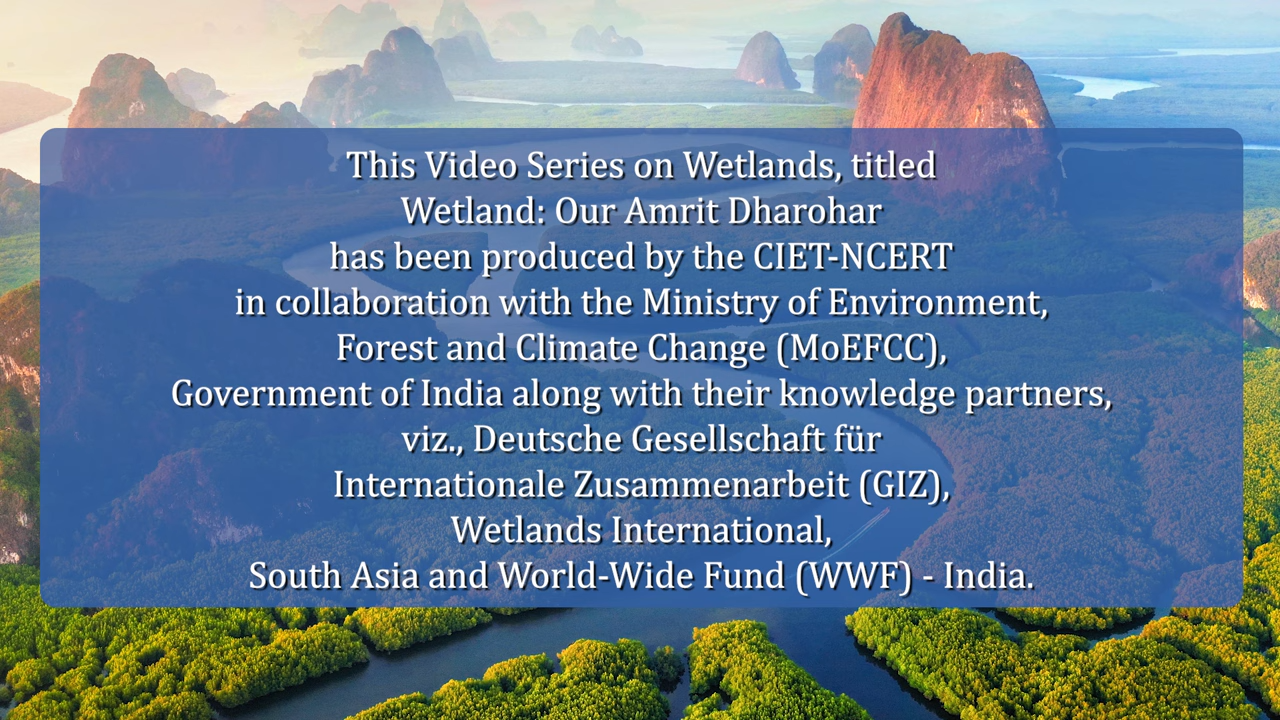 This Video Series on Wetlands, titled
Wetland: Our Amrit Dharohar
has been produced by the CIET-NCERT
in collaboration with the Ministry of Environment,
Forest and Climate Change (MoEFCC),
Government of India along with their knowledge partners,
viz., Deutsche Gesellschaft für
Internationale Zusammenarbeit (GIZ),
Wetlands International,
South Asia and World-Wide Fund (WWF) - India.